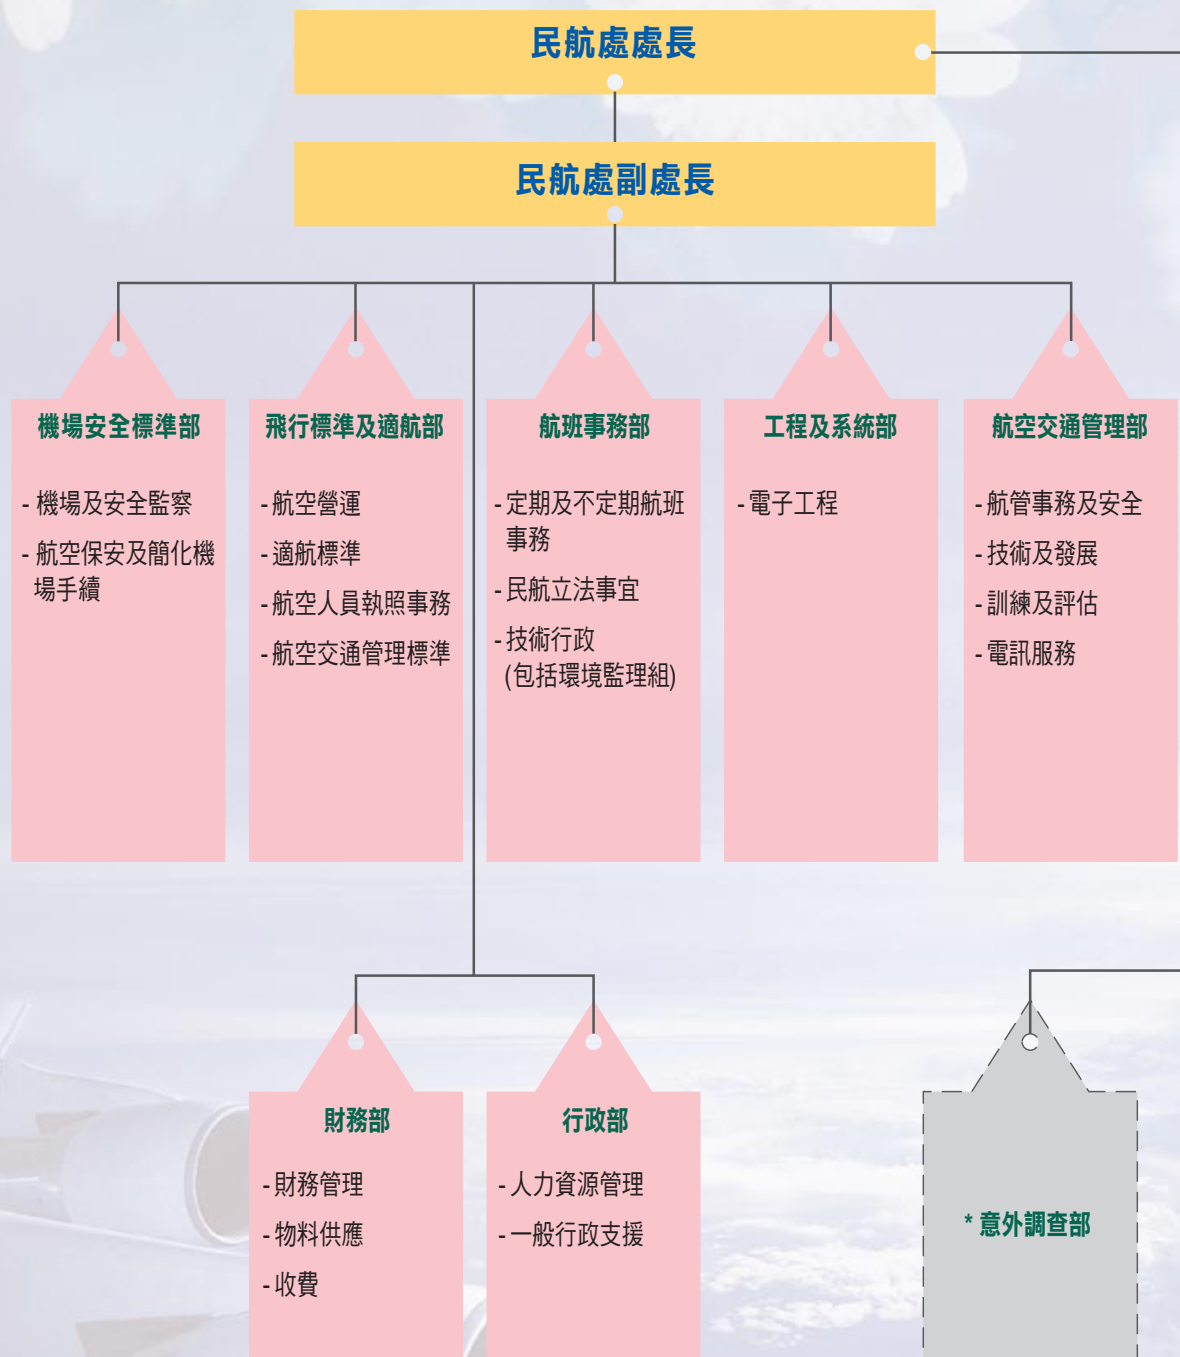 民航處處長
民航處副處長
機場安全標準部
- 機場及安全監察
- 航空保安及簡化機
場手續
飛行標準及適航部
- 航空營運
- 適航標準
- 航空人員執照事務
- 航空交通管理標準
航班事務部
- 定期及不定期航班
事務
- 民航立法事宜
- 技術行政
(包括環境監理組)
工程及系統部
- 電子工程
航空交通管理部
- 航管事務及安全
- 技術及發展
- 訓練及評估
- 電訊服務
財務部
- 財務管理
- 物料供應
- 收費
行政部
- 人力資源管理
- 一般行政支援
* 意外調查部